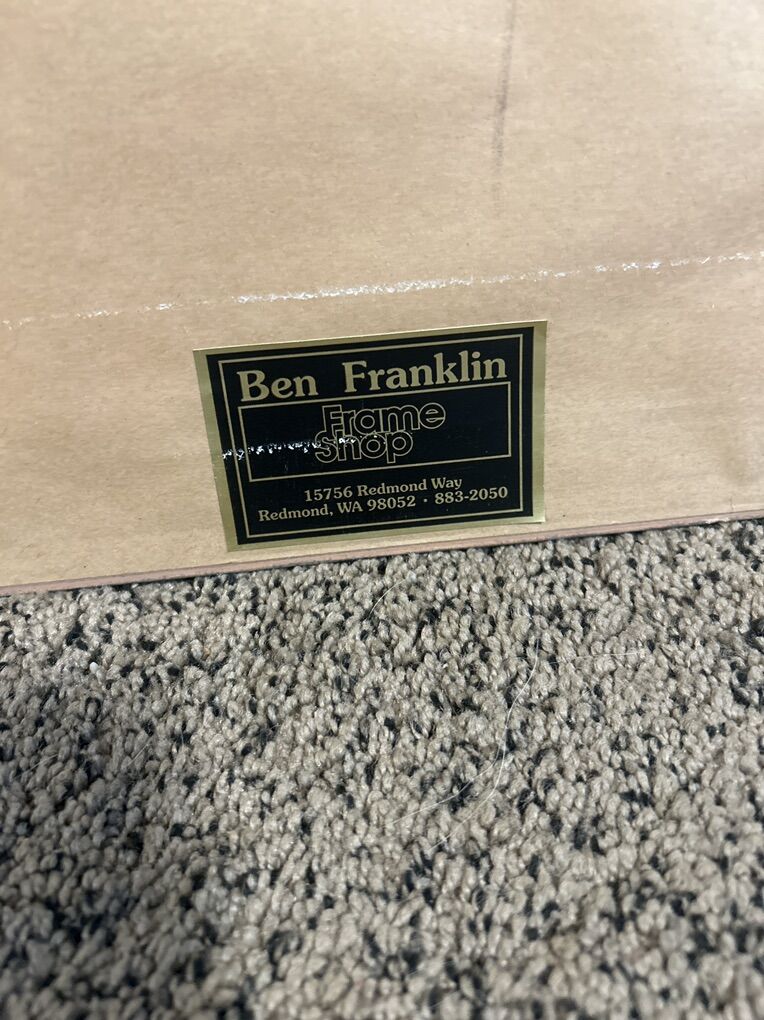 Ben Franklin
Frame
Shop
15756 Redmond Way
Redmond, WA 98052 · 883-2050